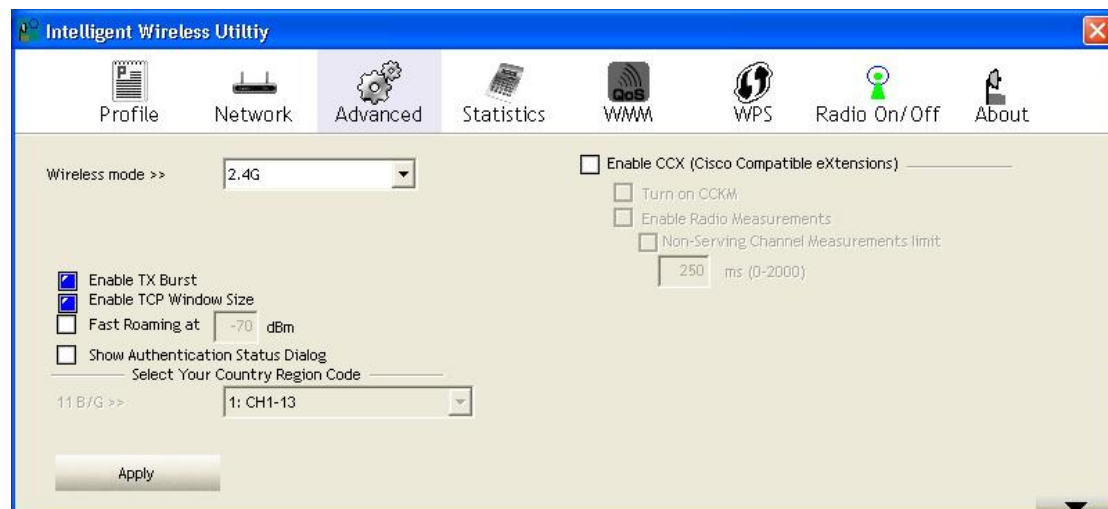 Intelligent Wireless Utiltiy
Profile Network Advanced Statistics WMM WPS Radio On/Off About
P
QoS
Wireless mode >> 2.4G
Enable CCX (Cisco Compatible eXtensions)
Turn on CCKM
Enable Radio Measurements
Non-Serving Channel Measurements limit
250 ms (0-2000)
Enable TX Burst
Enable TCP Window Size
Fast Roaming at -70 dBm
Show Authentication Status Dialog
Select Your Country Region Code
11 B/G >> 1: CH1-13
Apply